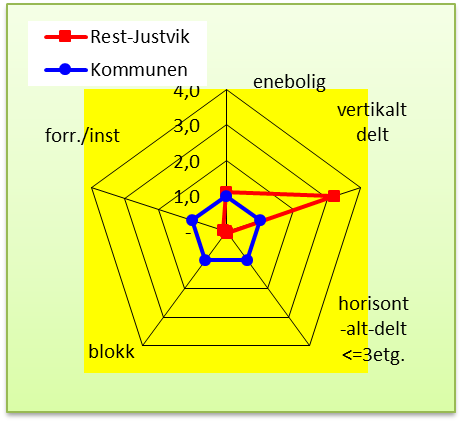 Rest-Justvik
Kommunen
enebolig
4,0
vertikalt
delt
forr./inst
3,0
2,0
1,0
-
horisont
-alt-delt
<=3etg.
blokk